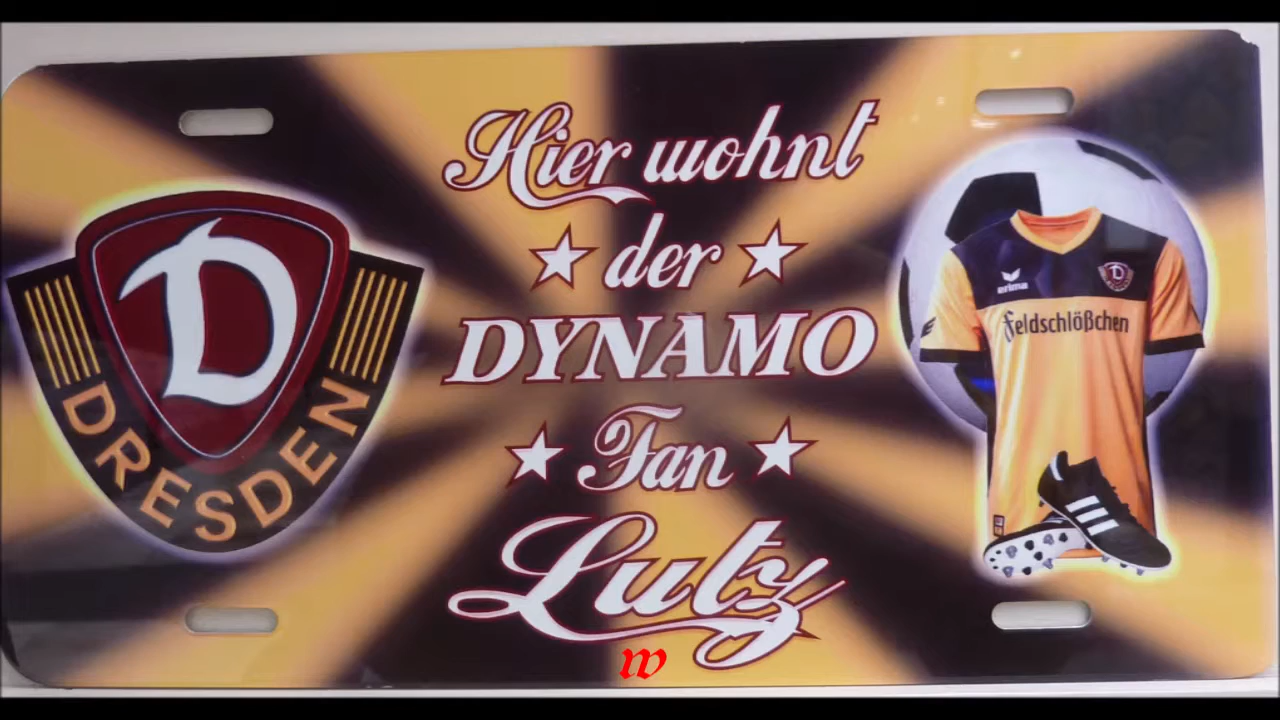 Hier wohnt
der
DYNAMO
Fan
Lutz
D
DRESDEN
erima
D
Feldschlößchen
w